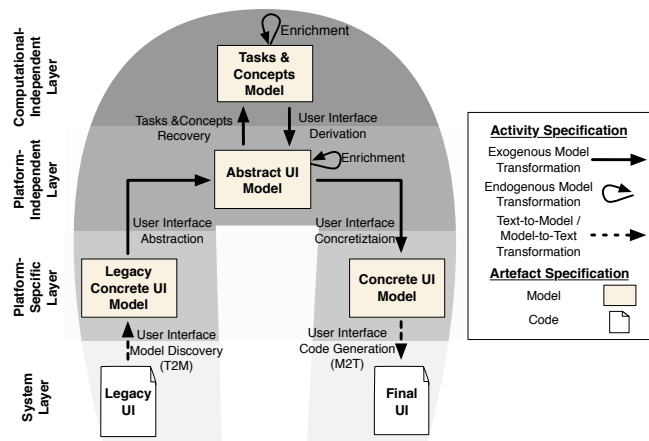 Computational-
Independent
Layer
Enrichment
Tasks &
Concepts
Model
Tasks &Concepts
Recovery
User Interface
Derivation
Platform-
Independent
Layer
Abstract UI
Model
Enrichment
User Interface
Abstraction
User Interface
Concretiztaion
Platform-
Sepcific
Layer
Legacy
Concrete UI
Model
Concrete UI
Model
User Interface
Model Discovery
(T2M)
User Interface
Code Generation
(M2T)
System
Layer
Legacy
UI
Final
UI
Activity Specification
Exogenous Model
Transformation
Endogenous Model
Transformation
Text-to-Model /
Model-to-Text
Transformation
Artefact Specification
Model
Code